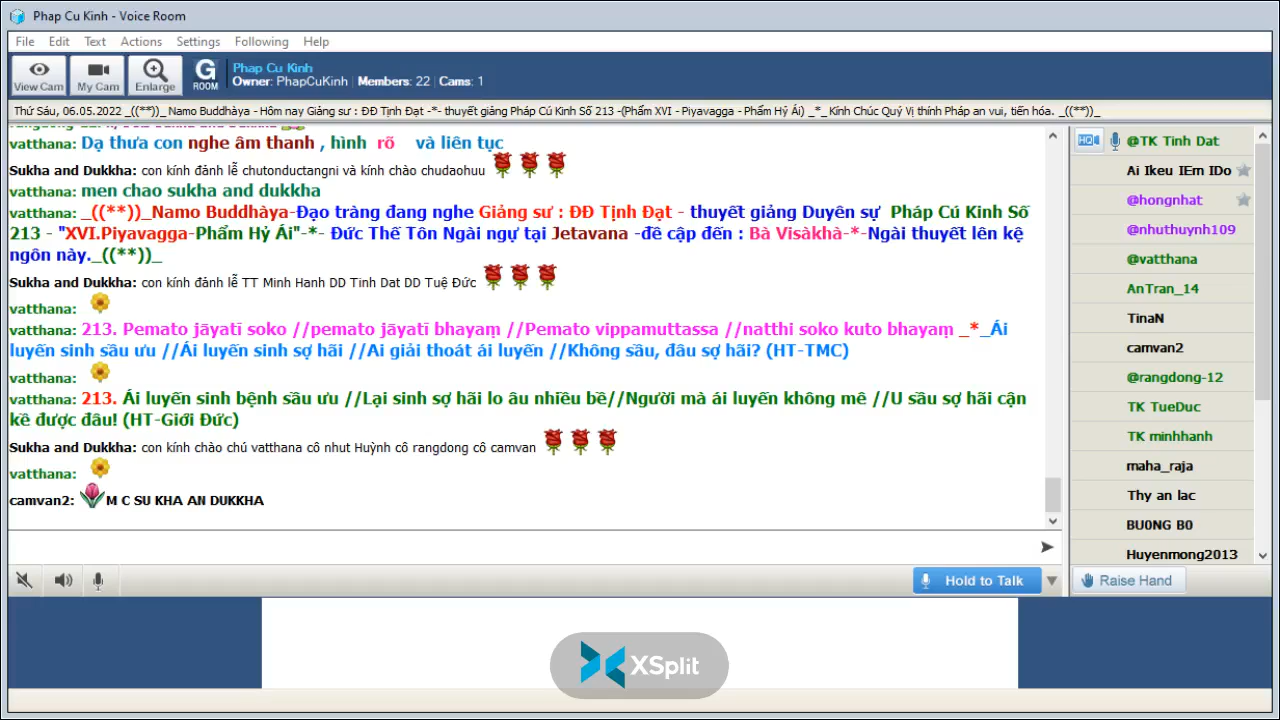 Phap Cu Kinh - Voice Room
File Edit Text Actions Settings Following Help
View Cam My Cam Enlarge G ROOM
Phap Cu Kinh
Owner: PhapCuKinh | Members: 22 | Cams: 1
Thứ Sáu, 06.05.2022 _((**))_ Namo Buddhàya - Hôm nay Giảng sư : ĐĐ Tịnh Đạt -*- thuyết giảng Pháp Cú Kinh Số 213 -(Phẩm XVI - Piyavagga - Phẩm Hỷ Ái) _*_ Kính Chúc Quý Vị thính Pháp an vui, tiến hóa. _((**))_
vatthana: Dạ thưa con nghe âm thanh , hình rõ và liên tục
Sukha and Dukkha: con kính đảnh lễ chutonductangni và kính chào chudaohuu
vatthana: men chao sukha and dukkha
vatthana: _((**))_Namo Buddhàya-Đạo tràng đang nghe Giảng sư : ĐĐ Tịnh Đạt - thuyết giảng Duyên sự Pháp Cú Kinh Số
213 - "XVI.Piyavagga-Phẩm Hỷ Ái"-*- Đức Thế Tôn Ngài ngự tại Jetavana -đề cập đến : Bà Visàkhà-*-Ngài thuyết lên kệ
ngôn này._((**))_
Sukha and Dukkha: con kính đảnh lễ TT Minh Hanh DD Tinh Dat DD Tuệ Đức
vatthana:
vatthana: 213. Pemato jāyatī soko //pemato jāyatī bhayaṃ //Pemato vippamuttassa //natthi soko kuto bhayaṃ _*_Ái
luyến sinh sầu ưu //Ái luyến sinh sợ hãi //Ai giải thoát ái luyến //Không sầu, đâu sợ hãi? (HT-TMC)
vatthana:
vatthana: 213. Ái luyến sinh bệnh sầu ưu //Lại sinh sợ hãi lo âu nhiều bề//Người mà ái luyến không mê //U sầu sợ hãi cận
kề được đâu! (HT-Giới Đức)
Sukha and Dukkha: con kính chào chú vatthana cô nhut Huỳnh cô rangdong cô camvan
vatthana:
camvan2: M C SU KHA AN DUKKHA
Hold to Talk
@TK Tinh Dat
Ai Ikeu IEm IDo
@hongnhat
@nhuthuynh109
@vatthana
AnTran_14
TinaN
camvan2
@rangdong-12
TK TueDuc
TK minhhanh
maha_raja
Thy an lac
BU0NG B0
Huyenmong2013
Raise Hand
XSplit